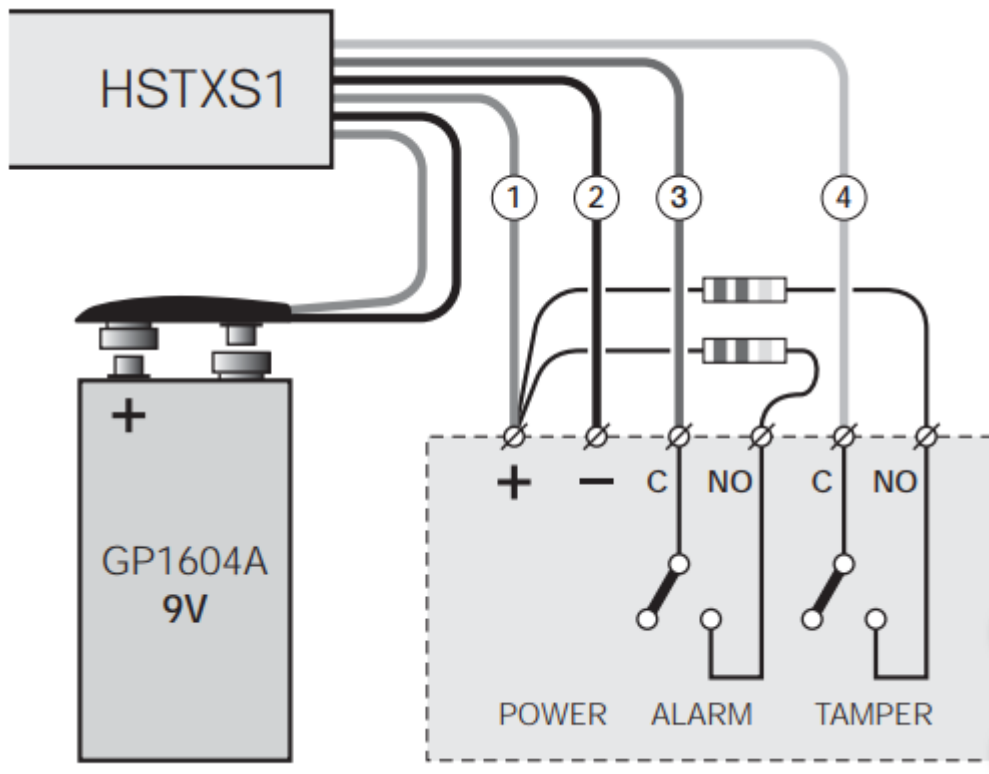 HSTXS1
1 2 3 4
+
GP1604A
9V
+ − C NO C NO
POWER ALARM TAMPER